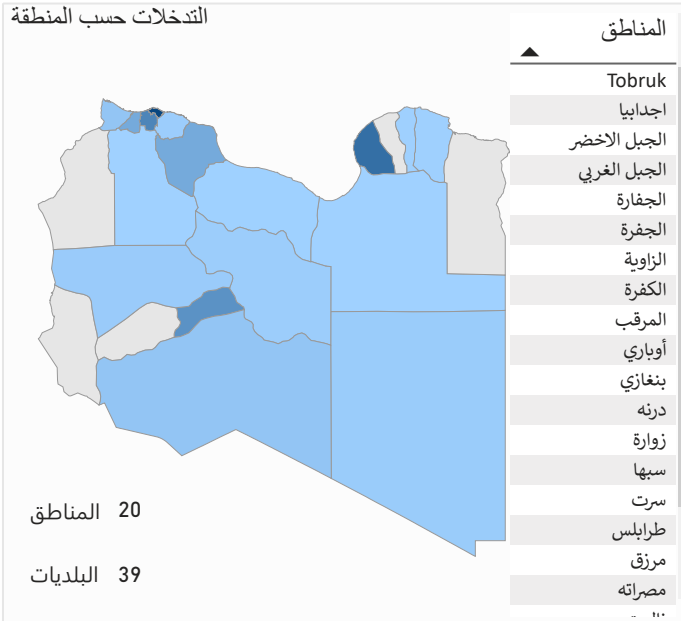 التدخلات حسب المنطقة
المناطق
Tobruk
اجدابيا
الجبل الاخضر
الجبل الغربي
الجفارة
الجفرة
الزاوية
الكفرة
المرقب
أوباري
بنغازي
درنه
زوارة
سبها
سرت
طرابلس
مرزق
مصراته
20 المناطق
39 البلديات